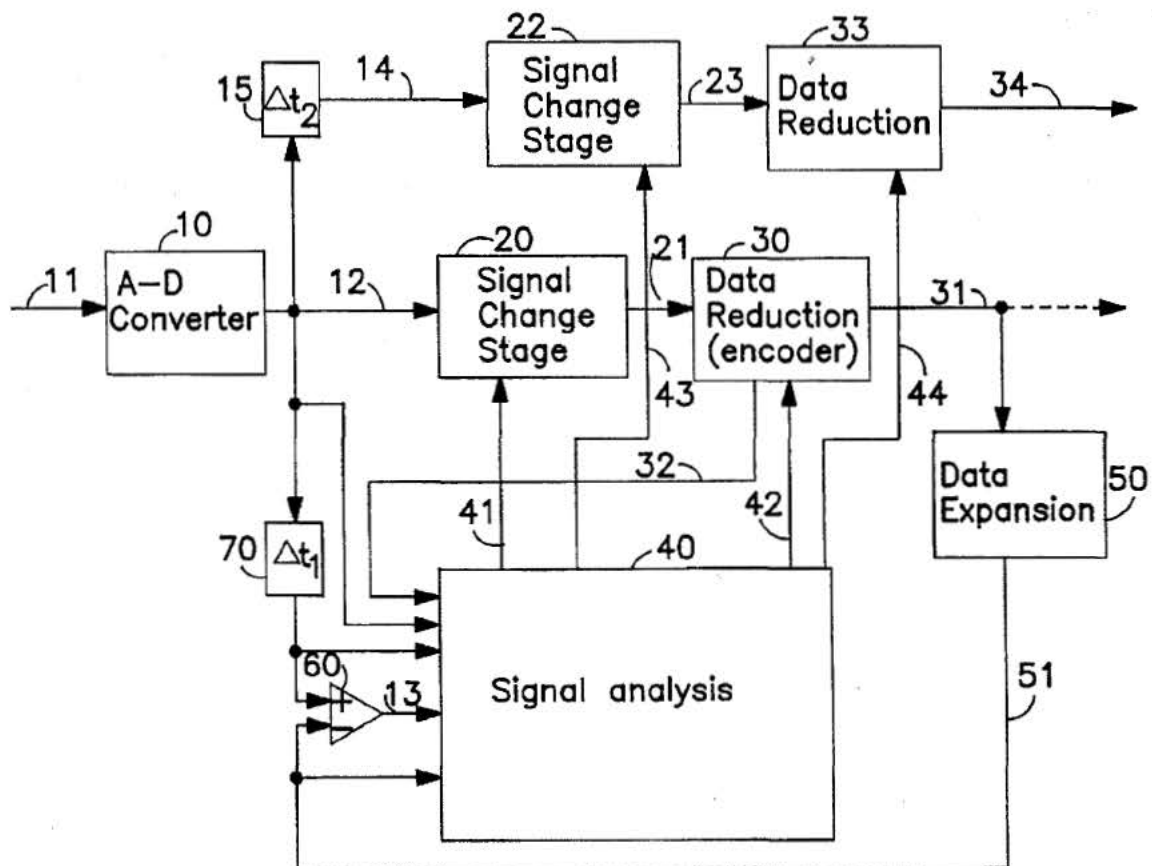 22
Signal
Change
Stage
33
Data
Reduction
15
Δt2
14
23
34
10
A-D
Converter
11
12
20
Signal
Change
Stage
21
30
Data
Reduction
(encoder)
31
43
44
32
41
42
70
Δt1
40
Signal analysis
Data
Expansion
50
60
+
−
13
51